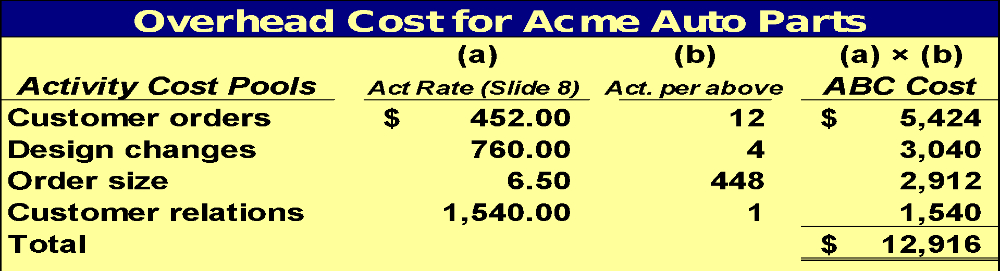 Overhead Cost for Acme Auto Parts
(a) (b) (a) × (b)
Activity Cost Pools Act Rate (Slide 8) Act. per above ABC Cost
Customer orders $ 452.00 12 $ 5,424
Design changes 760.00 4 3,040
Order size 6.50 448 2,912
Customer relations 1,540.00 1 1,540
Total $ 12,916